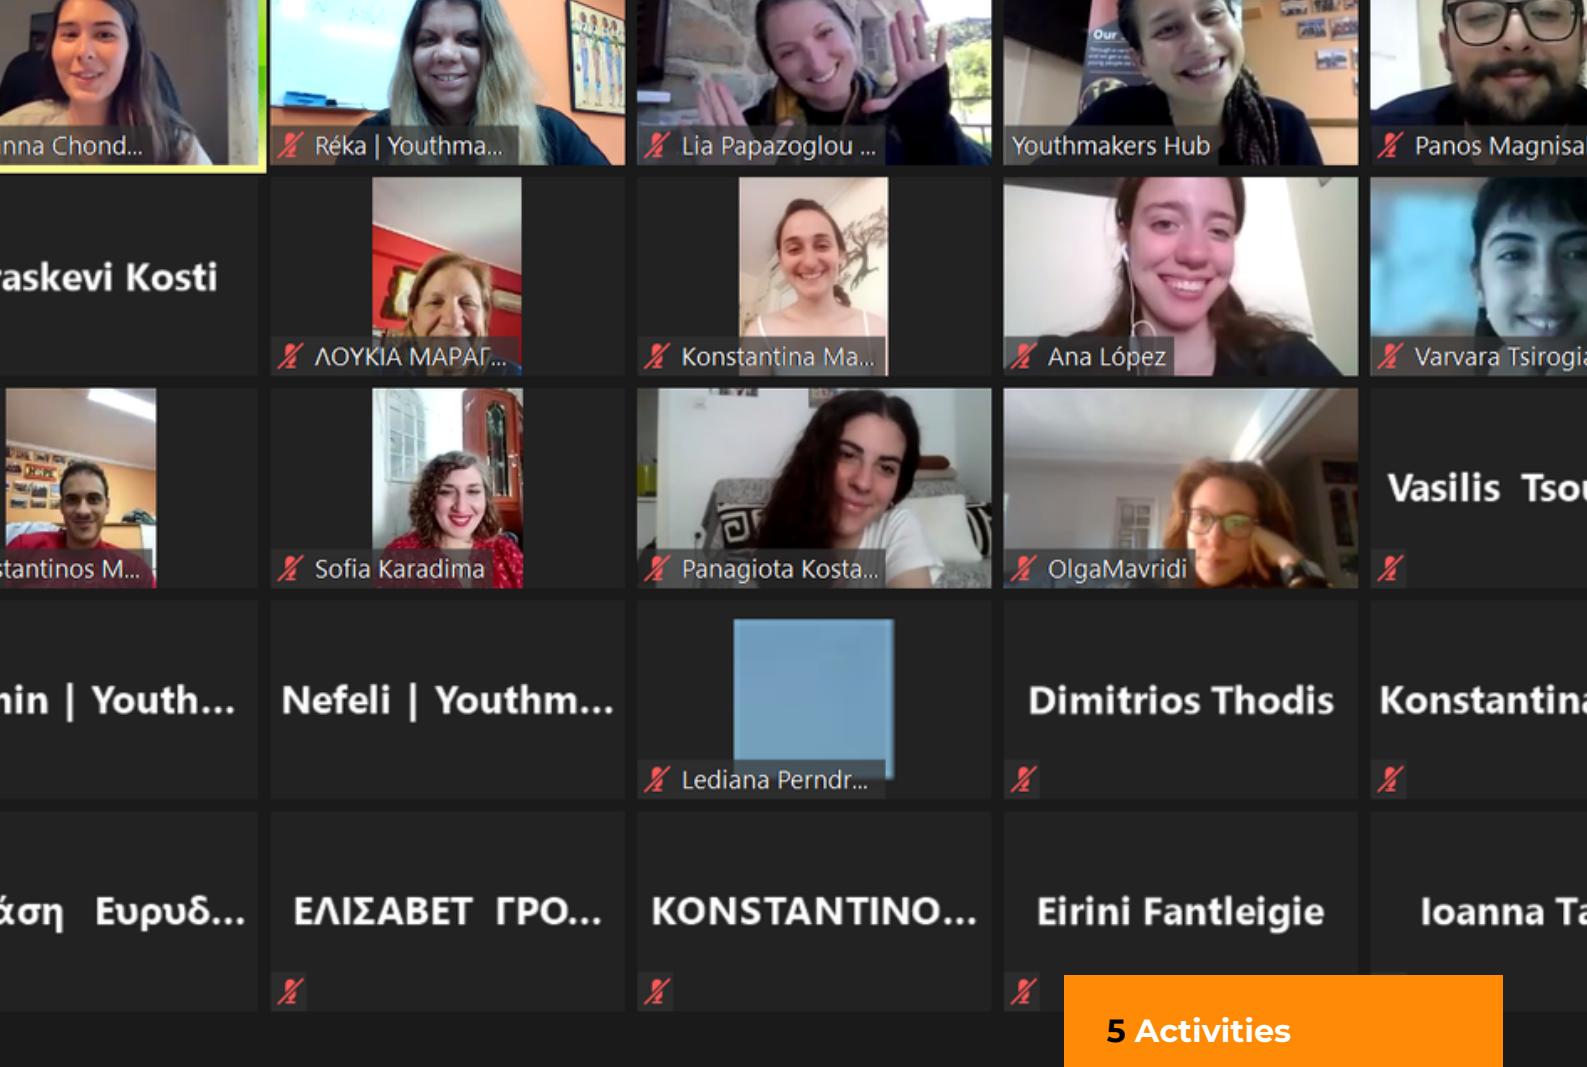 nna Chond...
Réka | Youthma...
Lia Papazoglou ...
Youthmakers Hub
Panos Magnisa
Our
raskevi Kosti
ΛΟΥΚΙΑ ΜΑΡΑΓ...
Konstantina Ma...
Ana López
Varvara Tsirogia
stantinos M...
Sofia Karadima
Panagiota Kosta...
OlgaMavridi
Vasilis Tsou
nin | Youth...
Nefeli | Youthm...
Lediana Perndr...
Dimitrios Thodis
Konstantina
άση Ευρυδ...
ΕΛΙΣΑΒΕΤ ΓΡΟ...
KONSTANTINO...
Eirini Fantleigie
Ioanna Ta
5 Activities